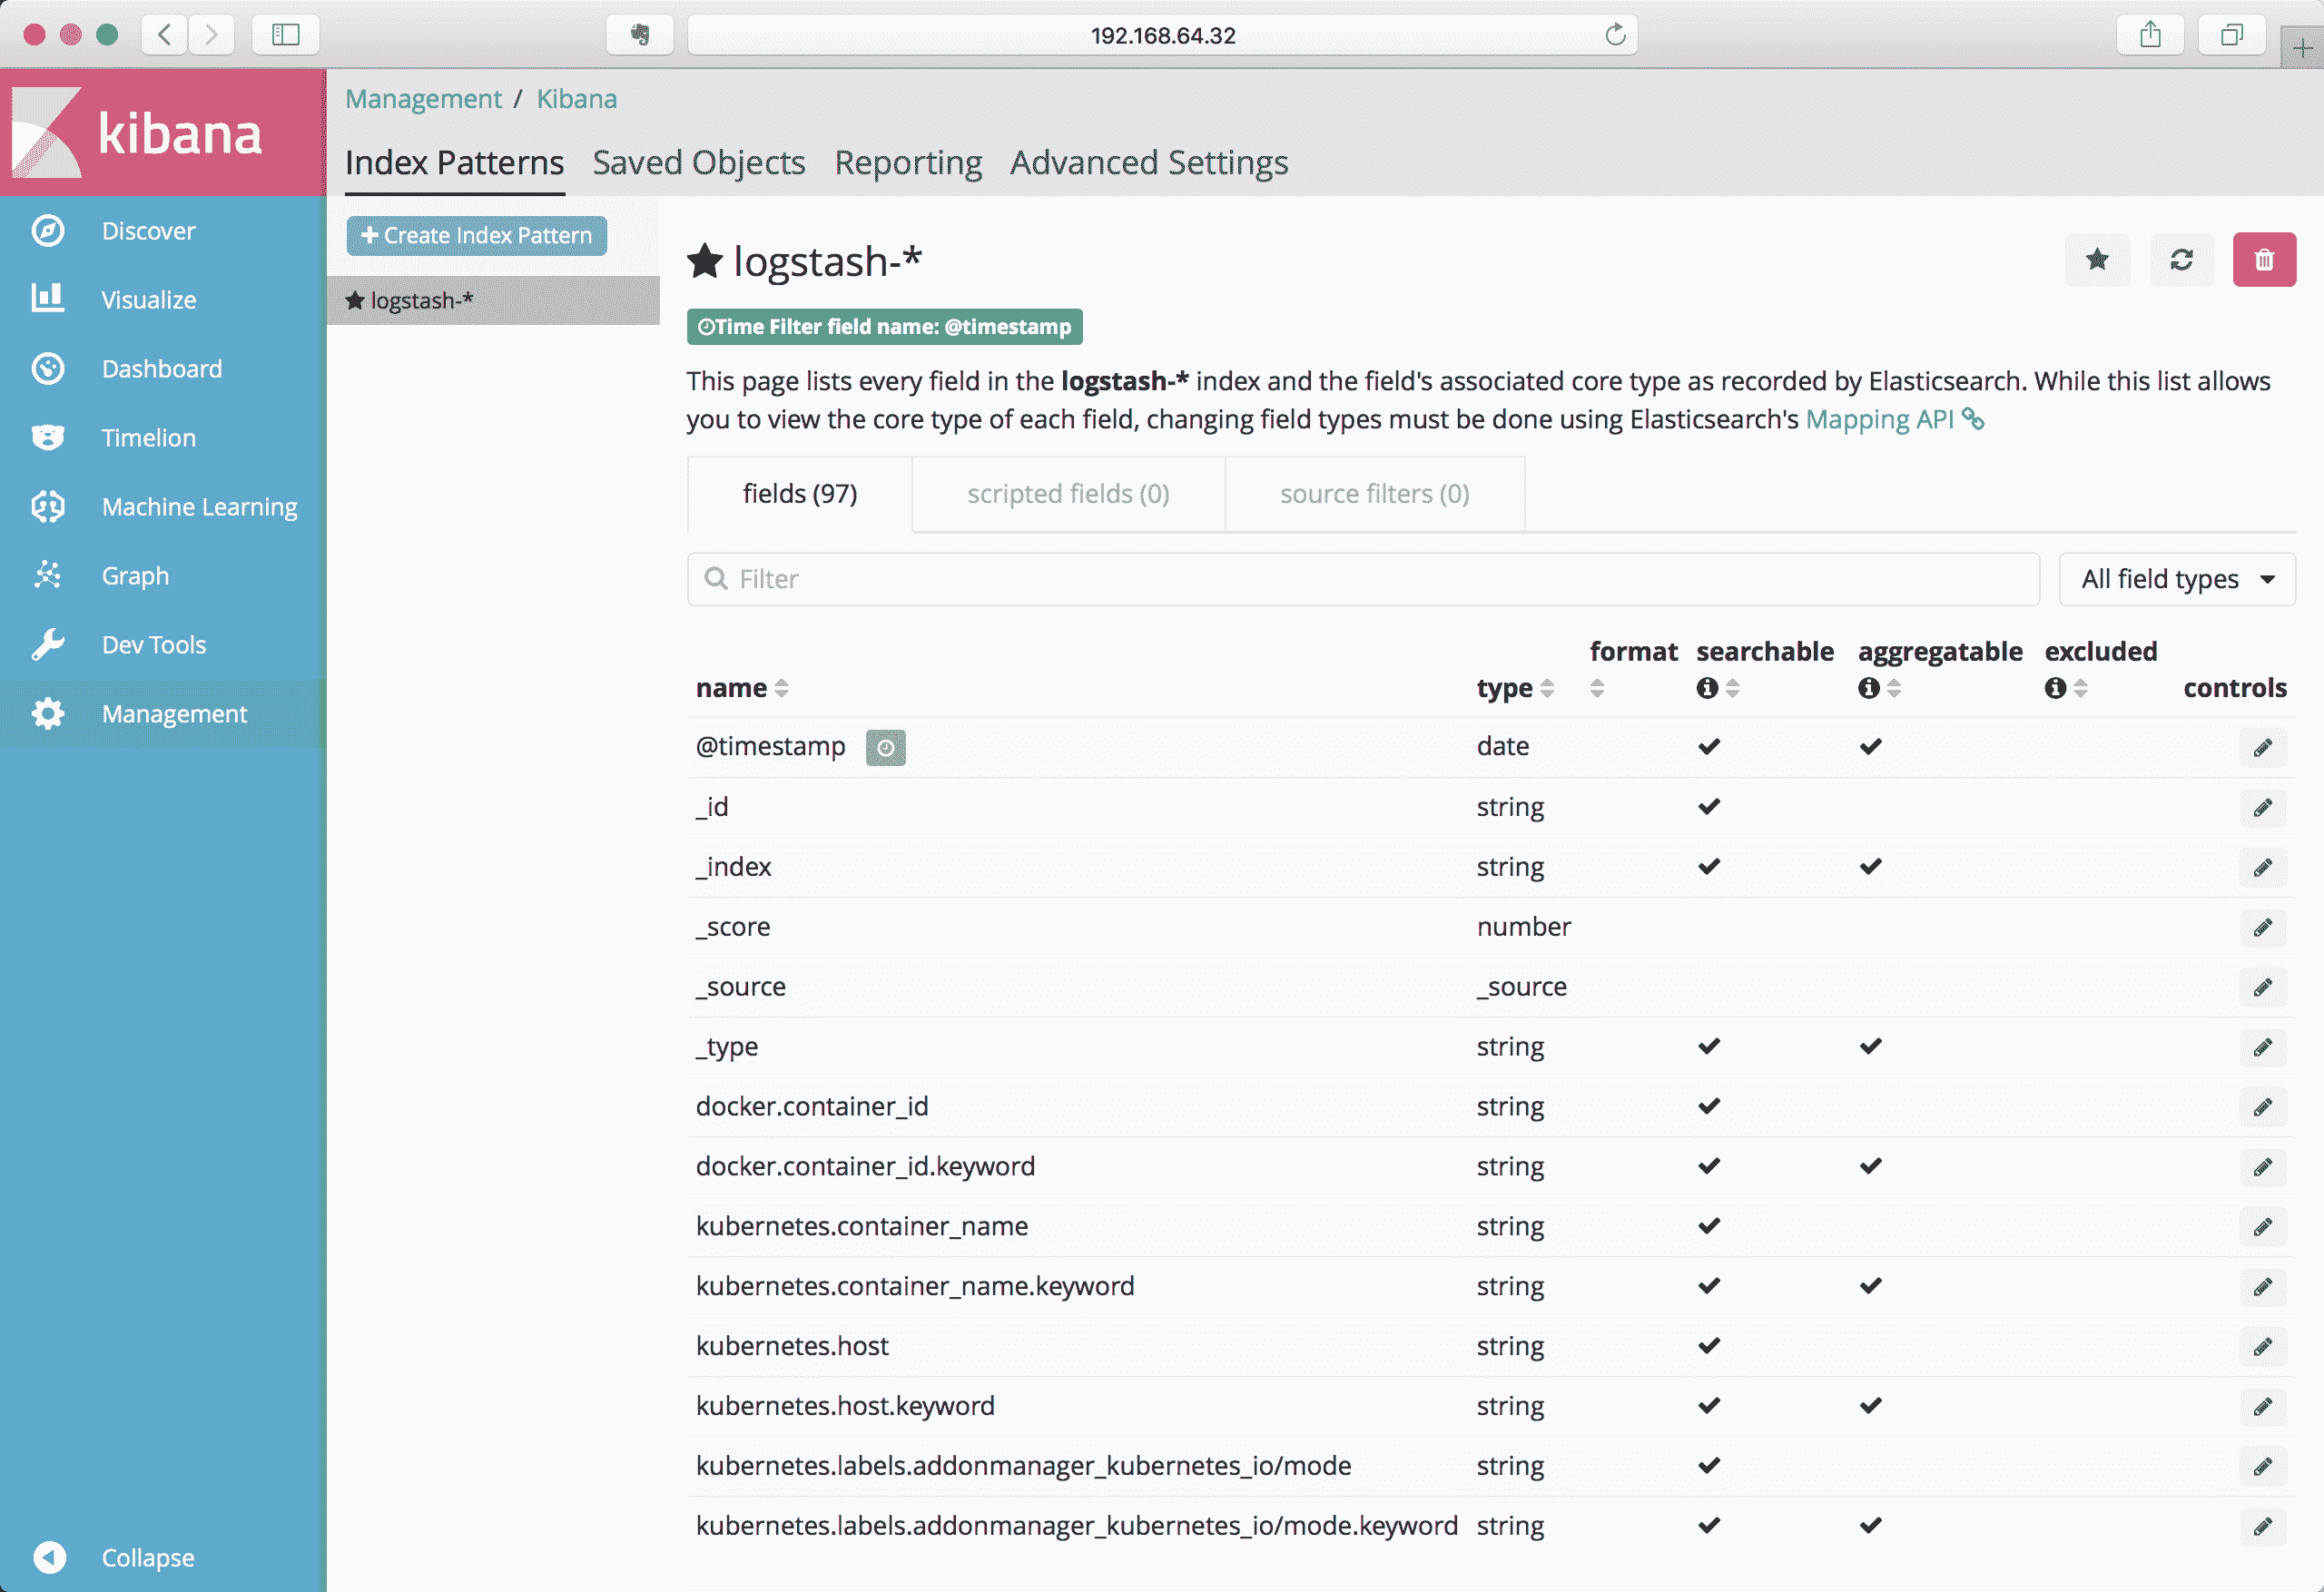 192.168.64.32
kibana
Management / Kibana
Index Patterns Saved Objects Reporting Advanced Settings
Discover
Visualize
Dashboard
Timelion
Machine Learning
Graph
Dev Tools
Management
Collapse
Create Index Pattern
logstash-*
logstash-*
Time Filter field name: @timestamp
This page lists every field in the logstash-* index and the field's associated core type as recorded by Elasticsearch. While this list allows
you to view the core type of each field, changing field types must be done using Elasticsearch's Mapping API
fields (97) scripted fields (0) source filters (0)
Filter All field types
name type format searchable aggregatable excluded controls
@timestamp date
_id string
_index string
_score number
_source _source
_type string
docker.container_id string
docker.container_id.keyword string
kubernetes.container_name string
kubernetes.container_name.keyword string
kubernetes.host string
kubernetes.host.keyword string
kubernetes.labels.addonmanager_kubernetes_io/mode string
kubernetes.labels.addonmanager_kubernetes_io/mode.keyword string